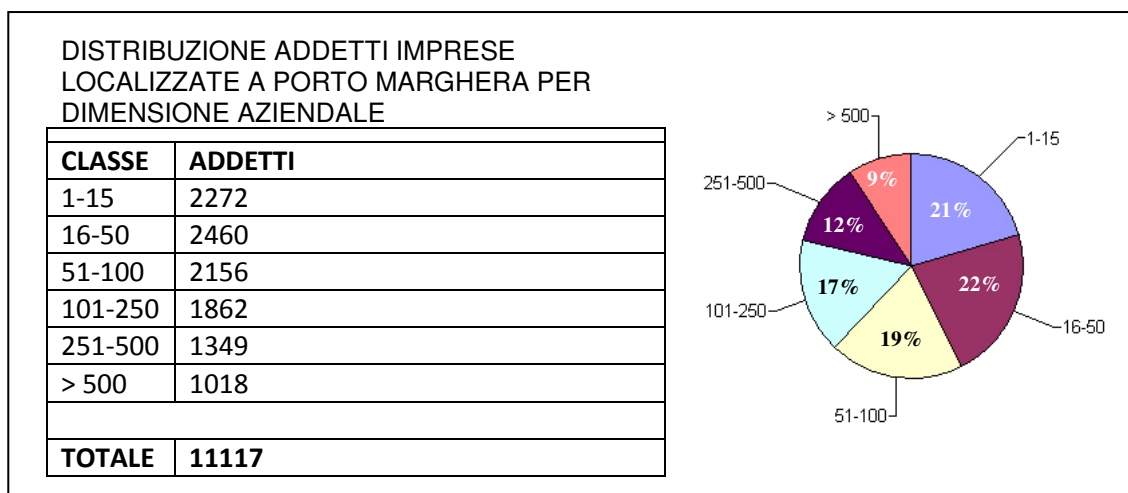 DISTRIBUZIONE ADDETTI IMPRESE
LOCALIZZATE A PORTO MARGHERA PER
DIMENSIONE AZIENDALE
CLASSE ADDETTI
1-15 2272
16-50 2460
51-100 2156
101-250 1862
251-500 1349
> 500 1018
TOTALE 11117
> 500
1-15
251-500
9%
21%
12%
17%
22%
101-250
16-50
19%
51-100